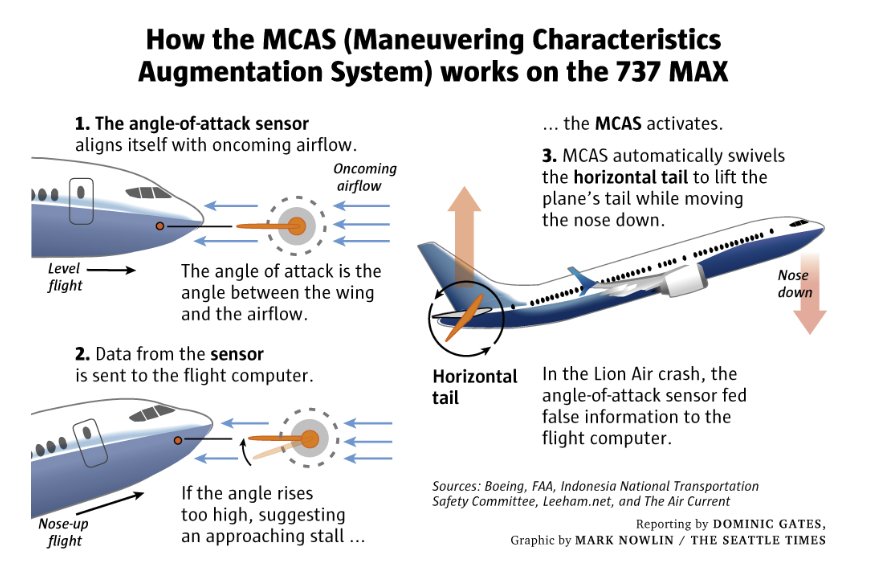 How the MCAS (Maneuvering Characteristics
Augmentation System) works on the 737 MAX
1. The angle-of-attack sensor
aligns itself with oncoming airflow.
Oncoming
airflow
Level
flight
The angle of attack is the
angle between the wing
and the airflow.
2. Data from the sensor
is sent to the flight computer.
Nose-up
flight
If the angle rises
too high, suggesting
an approaching stall ...
... the MCAS activates.
3. MCAS automatically swivels
the horizontal tail to lift the
plane's tail while moving
the nose down.
Nose
down
Horizontal
tail
In the Lion Air crash, the
angle-of-attack sensor fed
false information to the
flight computer.
Sources: Boeing, FAA, Indonesia National Transportation
Safety Committee, Leeham.net, and The Air Current
Reporting by DOMINIC GATES,
Graphic by MARK NOWLIN / THE SEATTLE TIMES